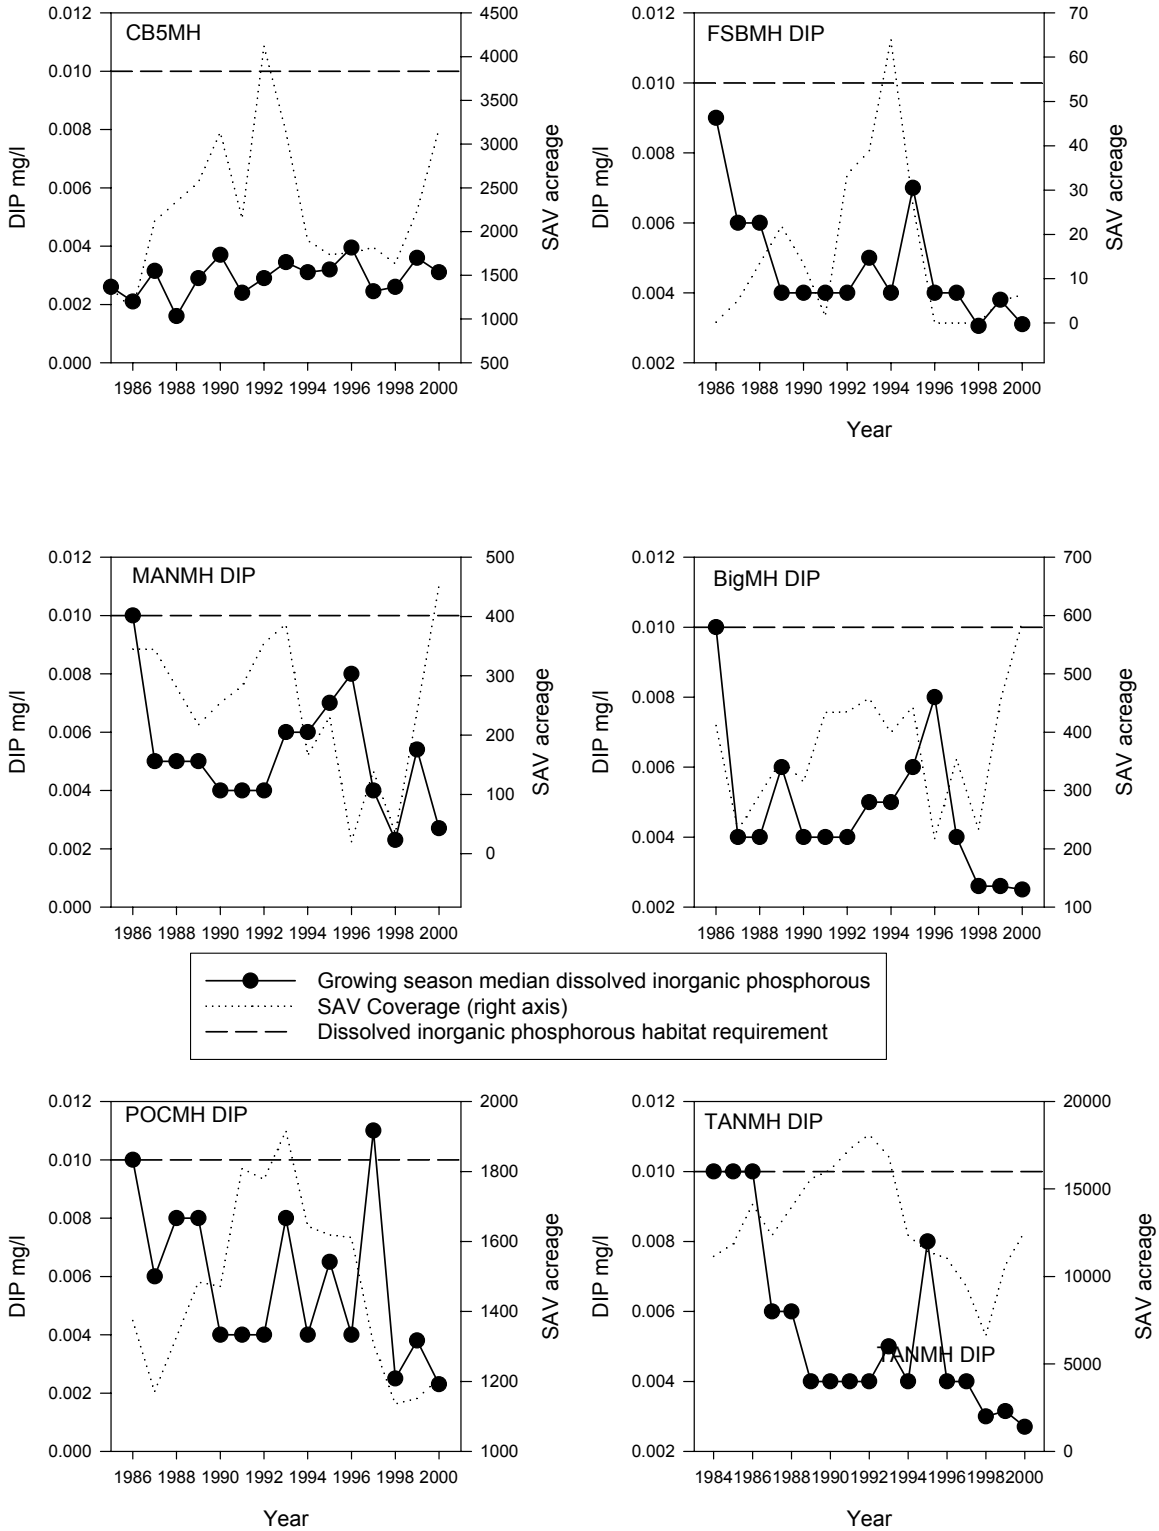 CB5MH
0.012
0.010
0.008
0.006
0.004
0.002
0.000
DIP mg/l
4500
4000
3500
3000
2500
2000
1500
1000
500
SAV acreage
1986 1988 1990 1992 1994 1996 1998 2000
FSBMH DIP
0.012
0.010
0.008
0.006
0.004
0.002
DIP mg/l
70
60
50
40
30
20
10
0
SAV acreage
1986 1988 1990 1992 1994 1996 1998 2000
Year
MANMH DIP
0.012
0.010
0.008
0.006
0.004
0.002
0.000
DIP mg/l
500
400
300
200
100
0
SAV acreage
1986 1988 1990 1992 1994 1996 1998 2000
BigMH DIP
0.012
0.010
0.008
0.006
0.004
0.002
DIP mg/l
700
600
500
400
300
200
100
SAV acreage
1986 1988 1990 1992 1994 1996 1998 2000
Growing season median dissolved inorganic phosphorous
SAV Coverage (right axis)
Dissolved inorganic phosphorous habitat requirement
POCMH DIP
0.012
0.010
0.008
0.006
0.004
0.002
0.000
DIP mg/l
2000
1800
1600
1400
1200
1000
SAV acreage
1986 1988 1990 1992 1994 1996 1998 2000
Year
TANMH DIP
0.012
0.010
0.008
0.006
0.004
0.002
DIP mg/l
20000
15000
10000
5000
0
SAV acreage
TANMH DIP
1984 1986 1988 1990 1992 1994 1996 1998 2000
Year